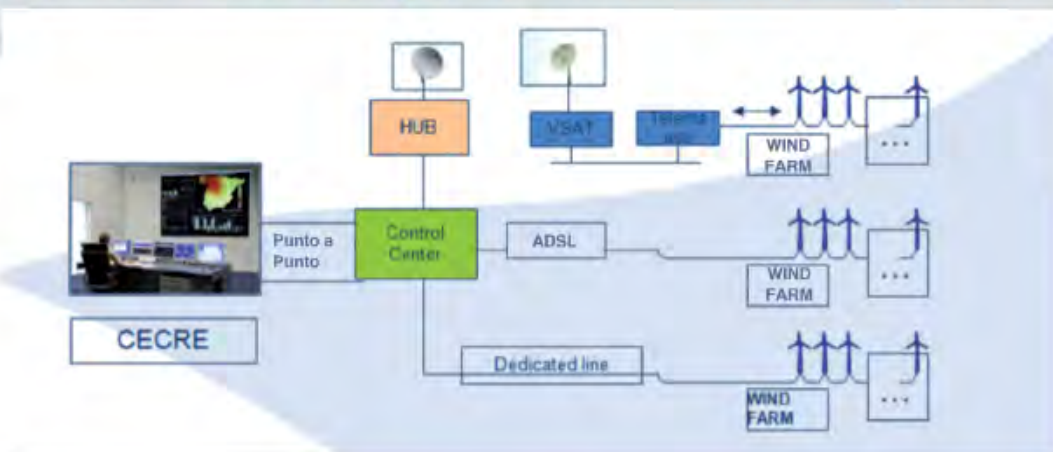 HUB
VSAT
WIND
FARM
Punto a
Punto
Control
Center
ADSL
WIND
FARM
CECRE
Dedicated line
WIND
FARM